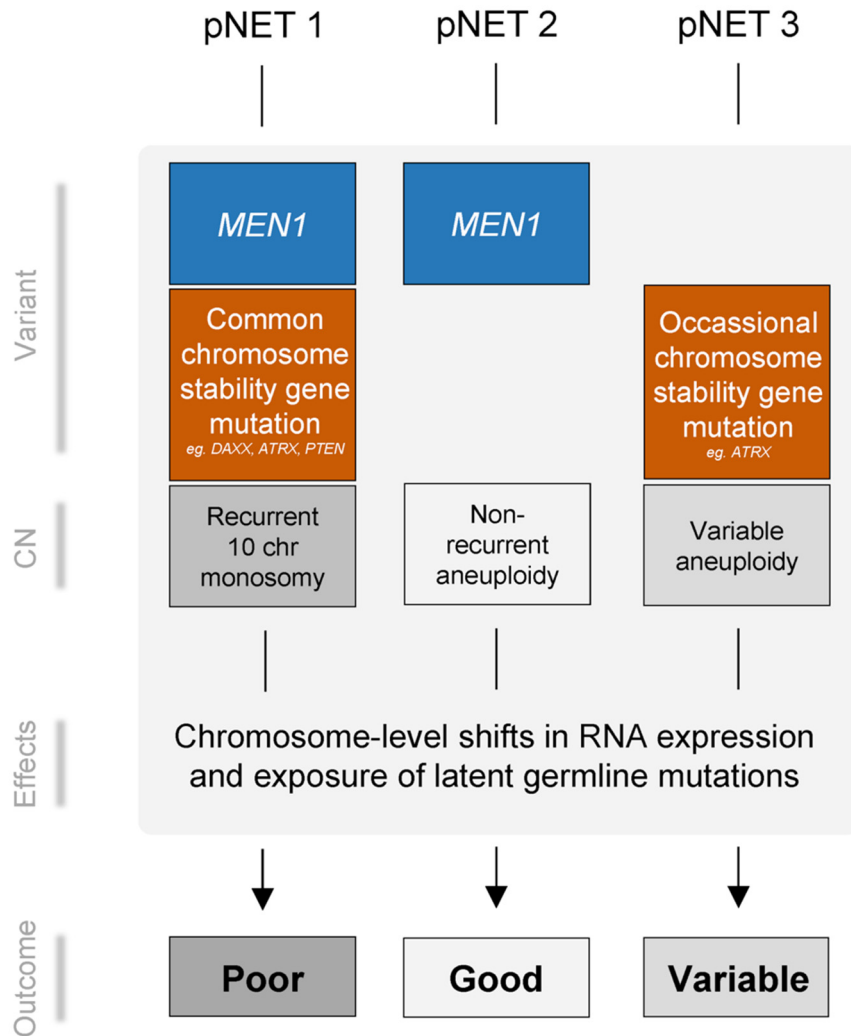 pNET 1
pNET 2
pNET 3
Variant
MEN1
MEN1
Common
chromosome
stability gene
mutation
eg. DAXX, ATRX, PTEN
Occassional
chromosome
stability gene
mutation
eg. ATRX
CN
Recurrent
10 chr
monosomy
Non-
recurrent
aneuploidy
Variable
aneuploidy
Effects
Chromosome-level shifts in RNA expression
and exposure of latent germline mutations
Outcome
Poor
Good
Variable